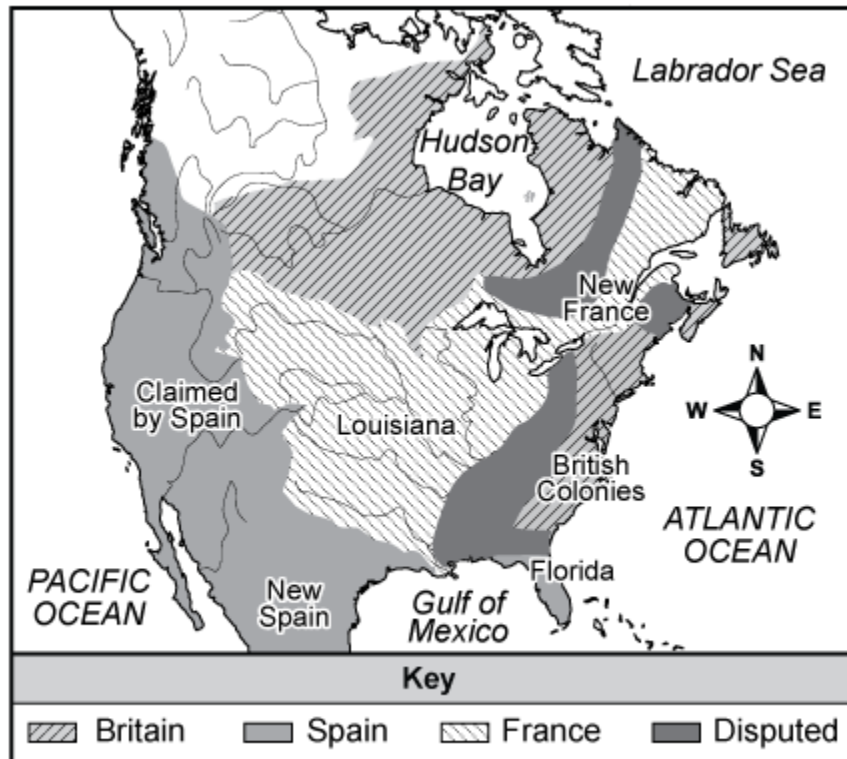 Labrador Sea
Hudson
Bay
New
France
Claimed
by Spain
Louisiana
N
W
E
S
British
Colonies
ATLANTIC
OCEAN
PACIFIC
OCEAN
New
Spain
Gulf of
Mexico
Florida
Key
Britain
Spain
France
Disputed